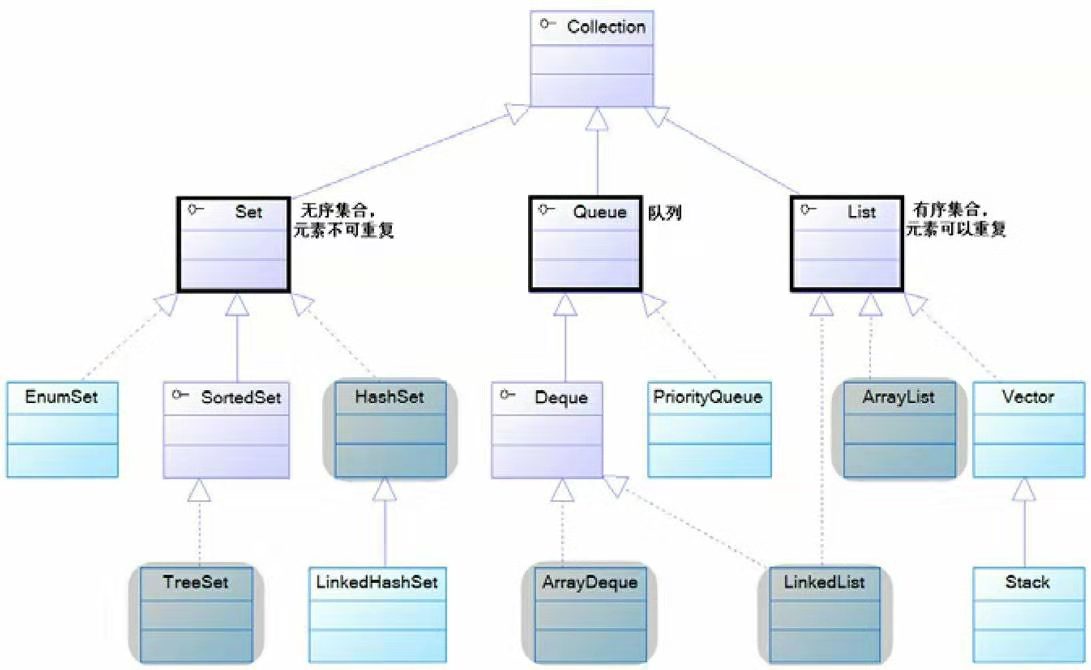 Collection
Set
无序集合，
元素不可重复
Queue
队列
List
有序集合，
元素可以重复
EnumSet
SortedSet
HashSet
Deque
PriorityQueue
ArrayList
Vector
TreeSet
LinkedHashSet
ArrayDeque
LinkedList
Stack